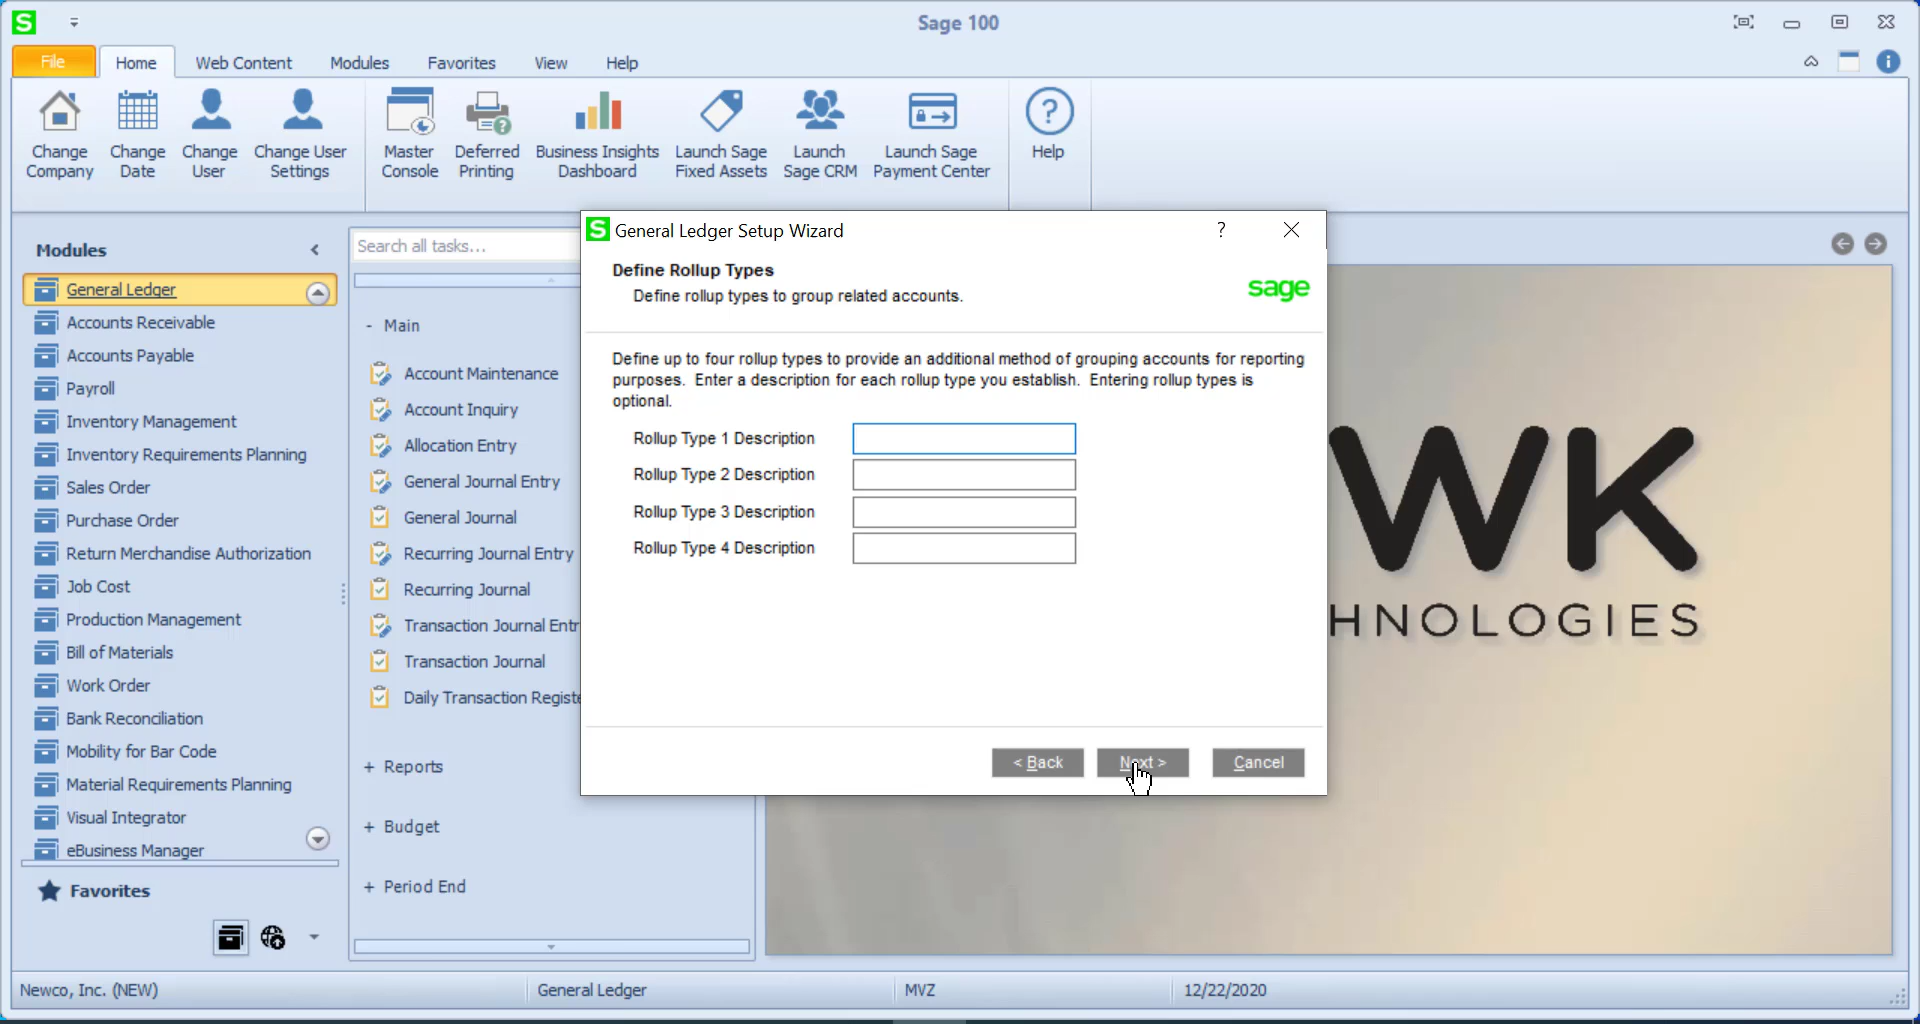 Sage 100
File
Home
Web Content
Modules
Favorites
View
Help
Change
Company
Change
Date
Change
User
Change User
Settings
Master
Console
Deferred
Printing
Business Insights
Dashboard
Launch Sage
Fixed Assets
Launch
Sage CRM
Launch Sage
Payment Center
Help
Modules
General Ledger
Accounts Receivable
Accounts Payable
Payroll
Inventory Management
Inventory Requirements Planning
Sales Order
Purchase Order
Return Merchandise Authorization
Job Cost
Production Management
Bill of Materials
Work Order
Bank Reconciliation
Mobility for Bar Code
Material Requirements Planning
Visual Integrator
eBusiness Manager
Favorites
Search all tasks...
- Main
Account Maintenance
Account Inquiry
Allocation Entry
General Journal Entry
General Journal
Recurring Journal Entry
Recurring Journal
Transaction Journal Entr
Transaction Journal
Daily Transaction Registe
+ Reports
+ Budget
+ Period End
S General Ledger Setup Wizard
? 
Define Rollup Types
Define rollup types to group related accounts.
sage
Define up to four rollup types to provide an additional method of grouping accounts for reporting
purposes. Enter a description for each rollup type you establish. Entering rollup types is
optional.
Rollup Type 1 Description
Rollup Type 2 Description
Rollup Type 3 Description
Rollup Type 4 Description
< Back
Next >
Cancel
WK
HNOLOGIES
Newco, Inc. (NEW)
General Ledger
MVZ
12/22/2020